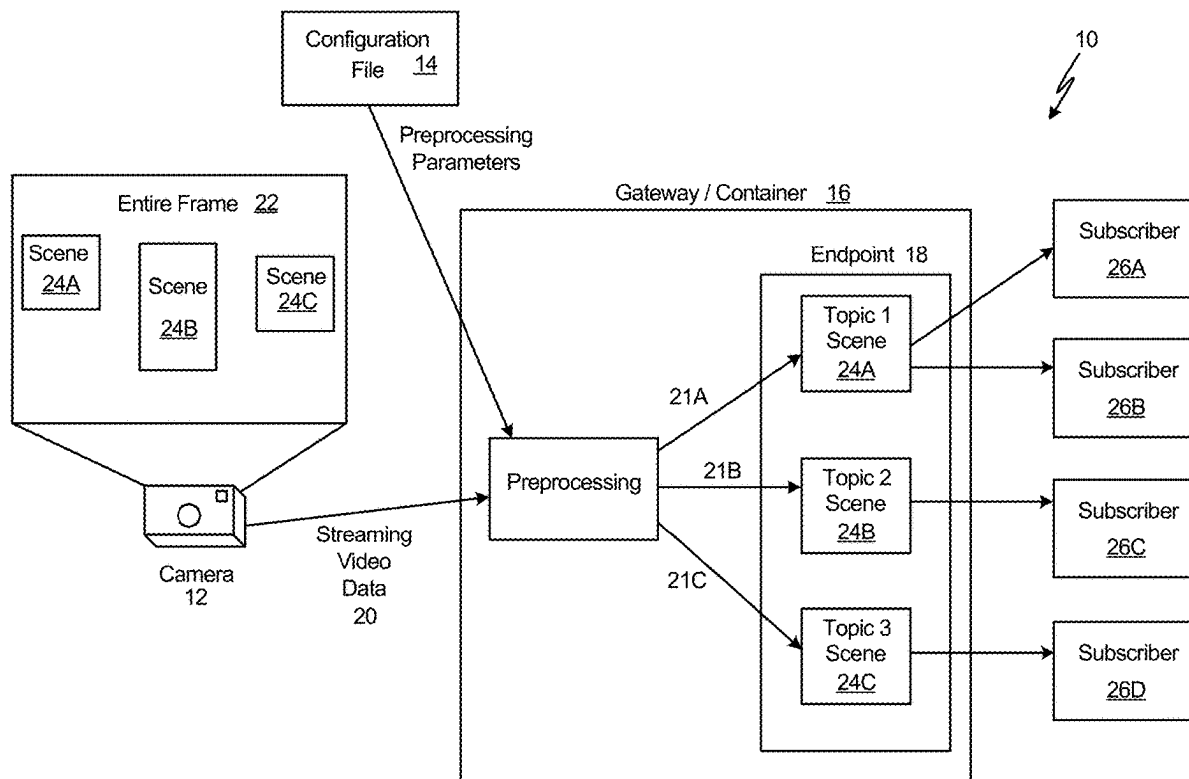 Configuration
File 14
10
Preprocessing
Parameters
Entire Frame 22
Scene
24A
Scene
24B
Scene
24C
Gateway / Container 16
Endpoint 18
Topic 1
Scene
24A
Subscriber
26A
Subscriber
26B
21A
Preprocessing
21B
Topic 2
Scene
24B
Subscriber
26C
21C
Topic 3
Scene
24C
Subscriber
26D
Streaming
Video
Data
20
Camera
12